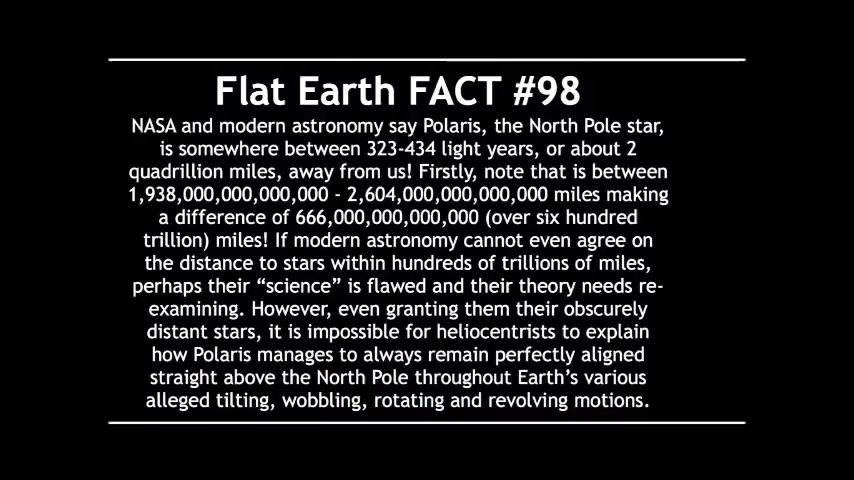 Flat Earth FACT #98
NASA and modern astronomy say Polaris, the North Pole star,
is somewhere between 323-434 light years, or about 2
quadrillion miles, away from us! Firstly, note that is between
1,938,000,000,000,000 - 2,604,000,000,000,000 miles making
a difference of 666,000,000,000,000 (over six hundred
trillion) miles! If modern astronomy cannot even agree on
the distance to stars within hundreds of trillions of miles,
perhaps their “science” is flawed and their theory needs re-
examining. However, even granting them their obscurely
distant stars, it is impossible for heliocentrists to explain
how Polaris manages to always remain perfectly aligned
straight above the North Pole throughout Earth’s various
alleged tilting, wobbling, rotating and revolving motions.